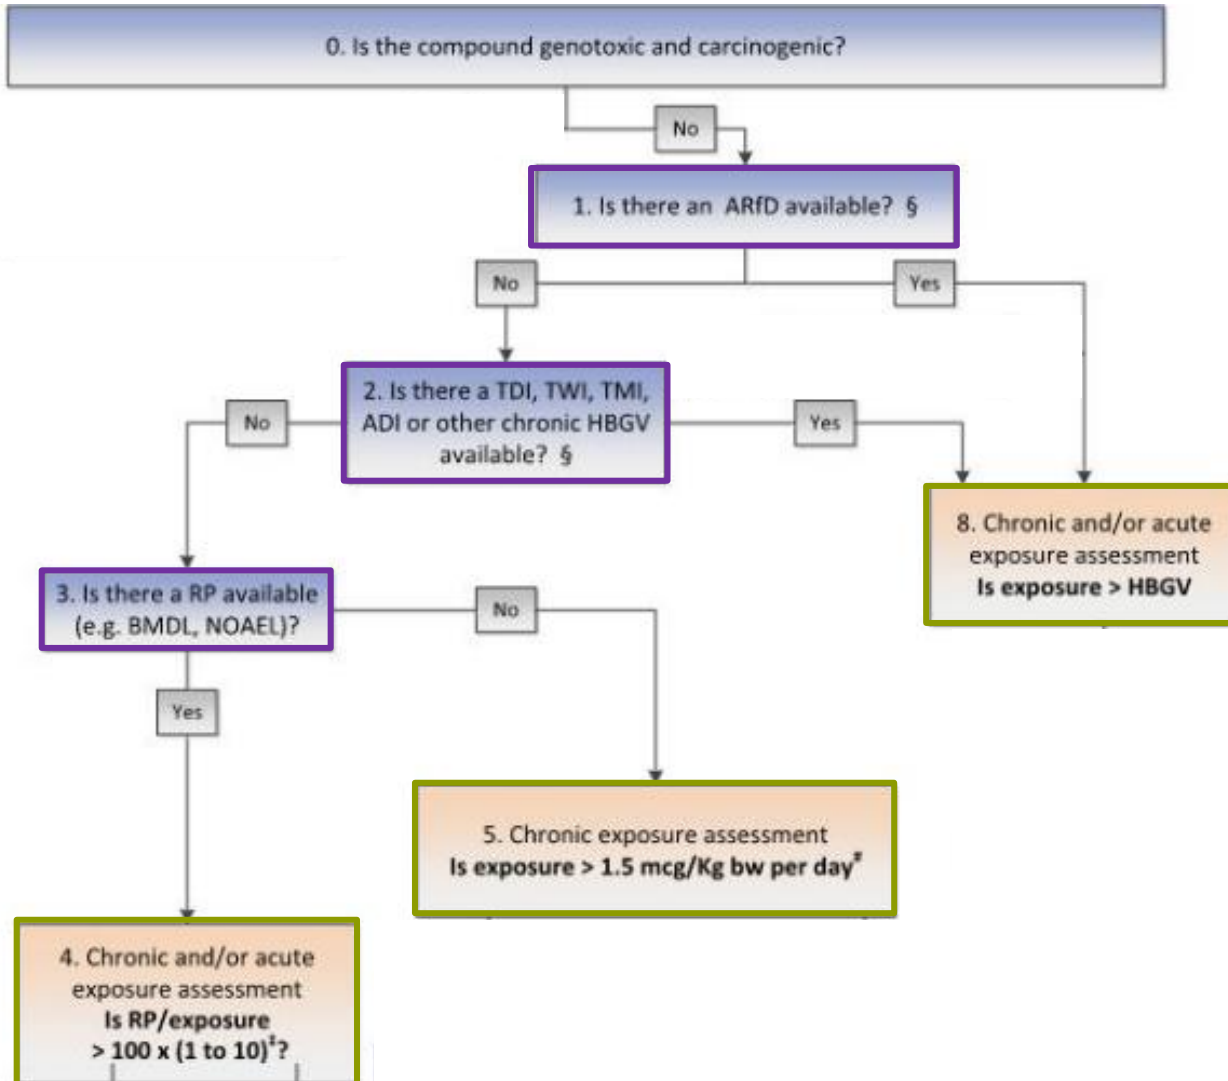 0. Is the compound genotoxic and carcinogenic?
No
1. Is there an ARfD available? §
No
Yes
2. Is there a TDI, TWI, TMI,
ADI or other chronic HBGV
available? §
No
Yes
8. Chronic and/or acute
exposure assessment
Is exposure > HBGV
3. Is there a RP available
(e.g. BMDL, NOAEL)?
No
Yes
5. Chronic exposure assessment
Is exposure > 1.5 mcg/Kg bw per day
4. Chronic and/or acute
exposure assessment
Is RP/exposure
> 100 x (1 to 10)‡?